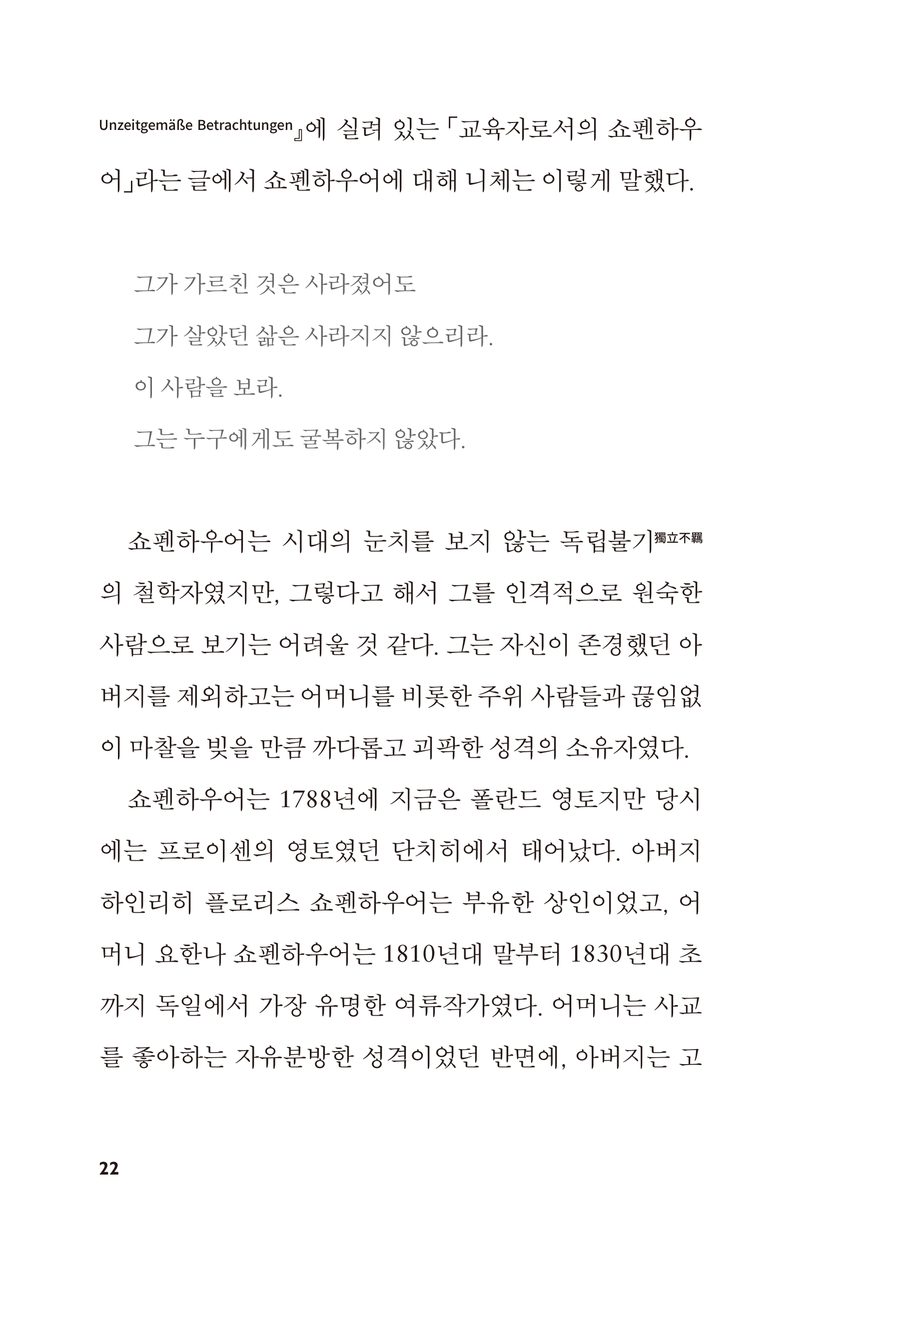 Unzeitgemäße Betrachtungen』에 실려 있는 「교육자로서의 쇼펜하우
어」라는 글에서 쇼펜하우어에 대해 니체는 이렇게 말했다.
그가 가르친 것은 사라졌어도
그가 살았던 삶은 사라지지 않으리라.
이 사람을 보라.
그는 누구에게도 굴복하지 않았다.
쇼펜하우어는 시대의 눈치를 보지 않는 독립불기獨立不羈
의 철학자였지만, 그렇다고 해서 그를 인격적으로 원숙한
사람으로 보기는 어려울 것 같다. 그는 자신이 존경했던 아
버지를 제외하고는 어머니를 비롯한 주위 사람들과 끊임없
이 마찰을 빚을 만큼 까다롭고 괴팍한 성격의 소유자였다.
쇼펜하우어는 1788년에 지금은 폴란드 영토지만 당시
에는 프로이센의 영토였던 단치히에서 태어났다. 아버지
하인리히 플로리스 쇼펜하우어는 부유한 상인이었고, 어
머니 요한나 쇼펜하우어는 1810년대 말부터 1830년대 초
까지 독일에서 가장 유명한 여류작가였다. 어머니는 사교
를 좋아하는 자유분방한 성격이었던 반면에, 아버지는 고
22